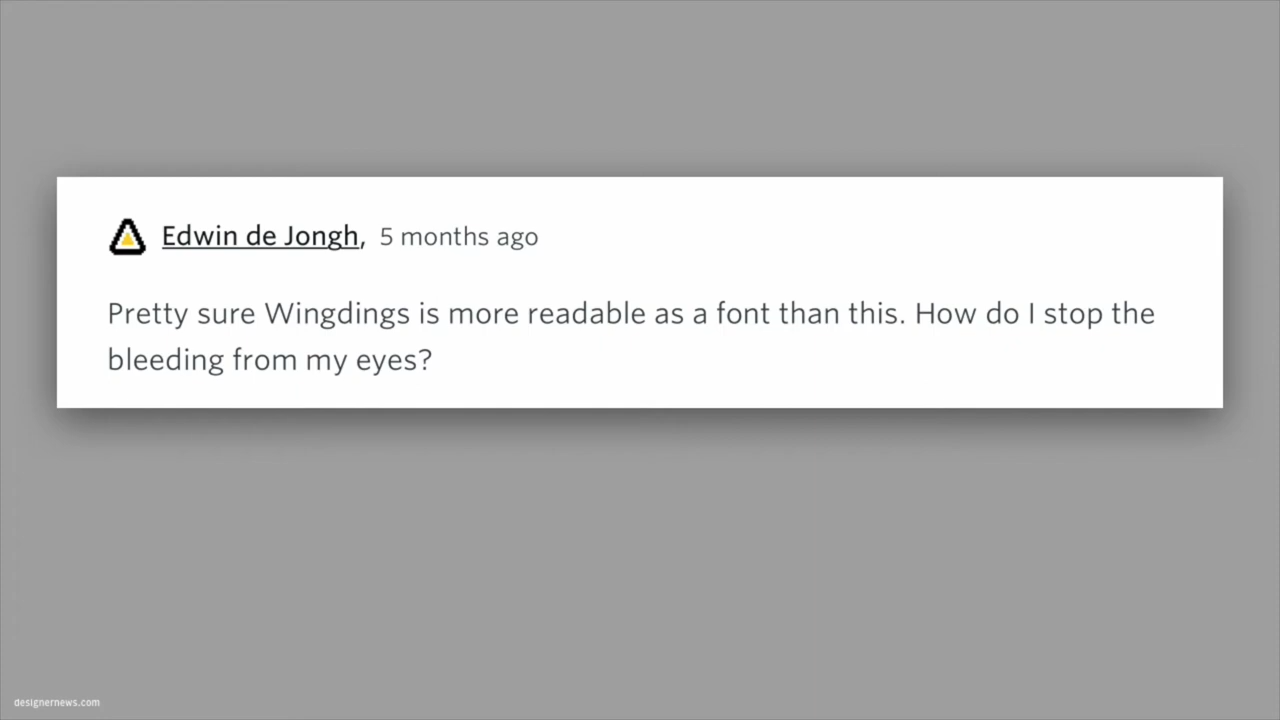 Edwin de Jongh, 5 months ago
Pretty sure Wingdings is more readable as a font than this. How do I stop the
bleeding from my eyes?
designernews.com